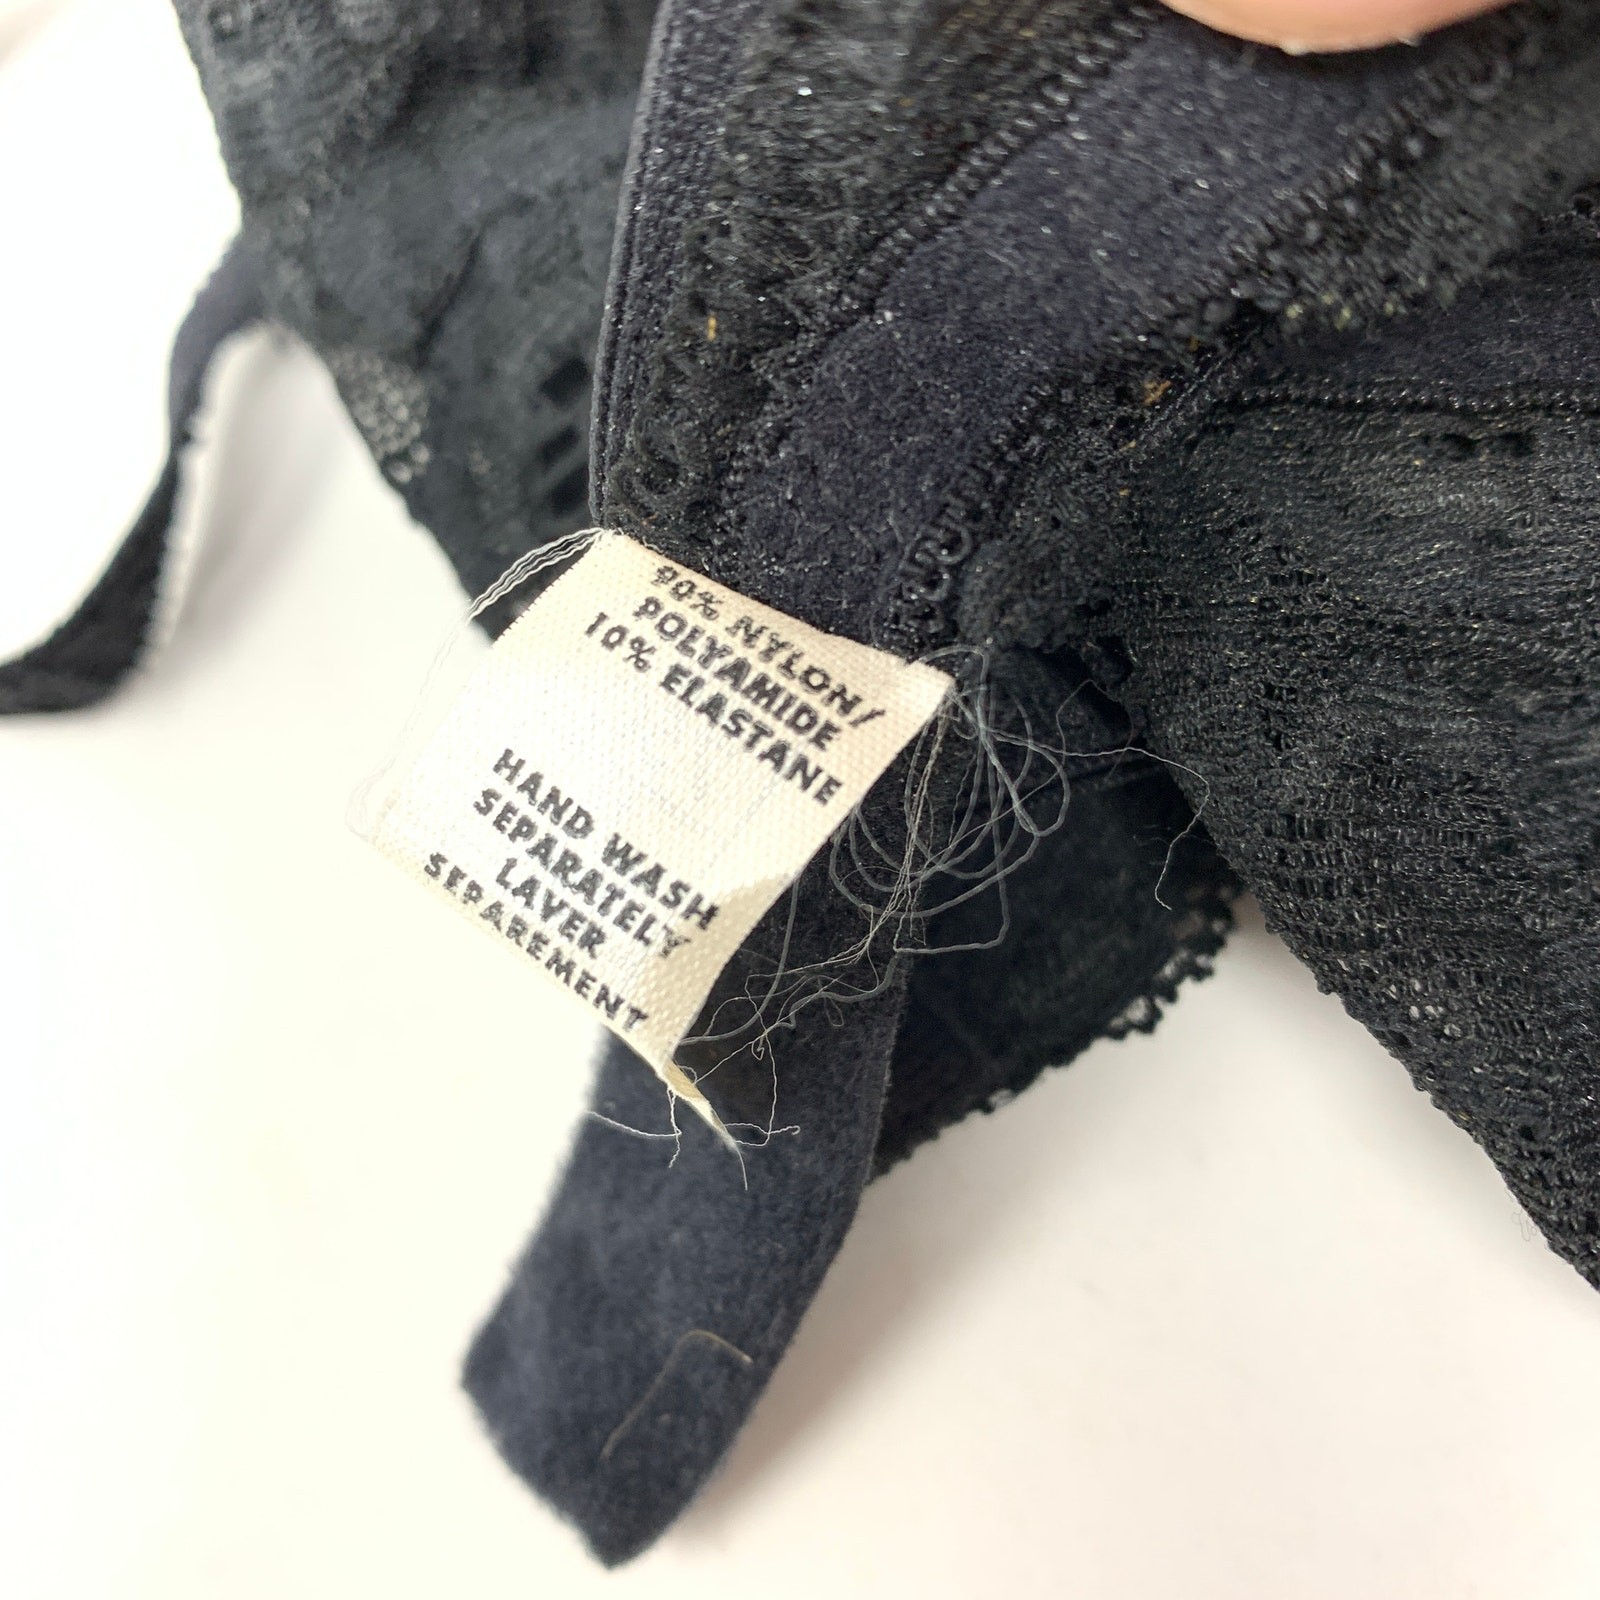 90% NYLON/
POLYAMIDE
10% ELASTANE
HAND WASH
SEPARATELY
LAVER
SEPAREMENT